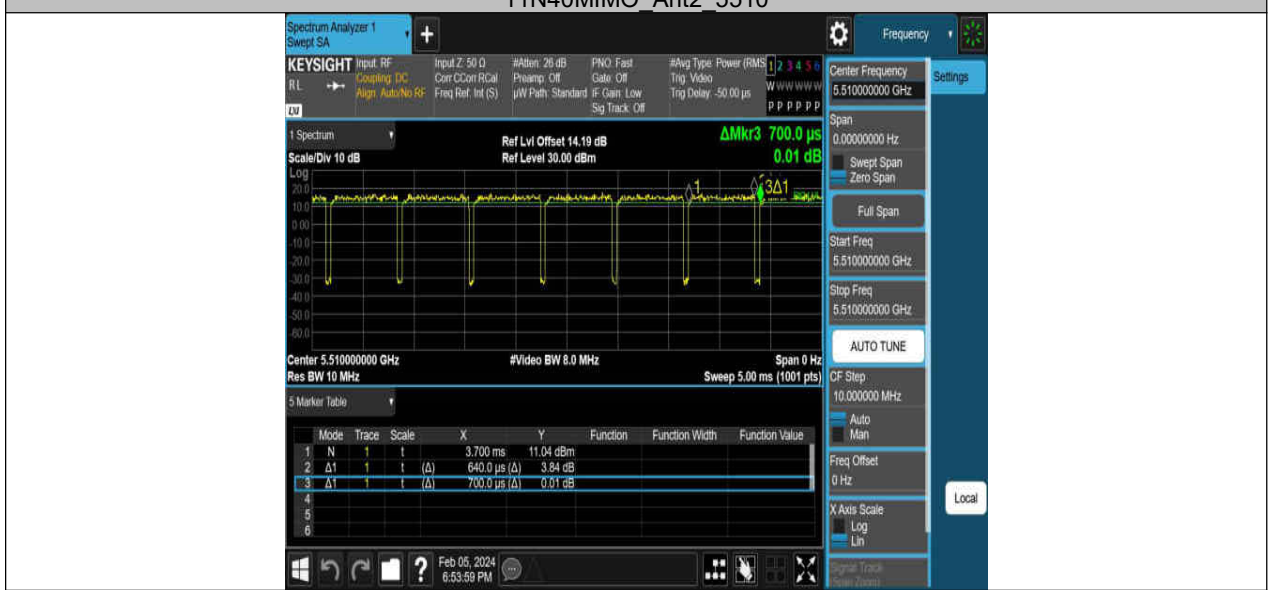 11N40MIMO_Ant2_5510
Spectrum Analyzer 1
Swept SA
+
Frequency
KEYSIGHT
RL
LXI
Input: RF
Coupling: DC
Align: Auto/No RF
Input Z: 50 Ω
Corr CCorr RCal
Freq Ref: Int (S)
#Atten: 26 dB
Preamp: Off
µW Path: Standard
PNO: Fast
Gate: Off
IF Gain: Low
Sig Track: Off
#Avg Type: Power (RMS
Trig: Video
Trig Delay: -50.00 µs
1 2 3 4 5 6
W W W W W W
P P P P P P
Center Frequency
5.510000000 GHz
Settings
Span
0.00000000 Hz
Swept Span
Zero Span
Full Span
Start Freq
5.510000000 GHz
Stop Freq
5.510000000 GHz
AUTO TUNE
CF Step
10.000000 MHz
Auto
Man
Freq Offset
0 Hz
X Axis Scale
Log
Lin
Signal Track
(Span Zoom)
Local
1 Spectrum
Scale/Div 10 dB
Log
Ref Lvl Offset 14.19 dB
Ref Level 30.00 dBm
ΔMkr3 700.0 µs
0.01 dB
20.0
10.0
0.00
-10.0
-20.0
-30.0
-40.0
-50.0
-60.0
1
3Δ1
Center 5.510000000 GHz
#Video BW 8.0 MHz
Span 0 Hz
Res BW 10 MHz
Sweep 5.00 ms (1001 pts)
5 Marker Table
Mode Trace Scale X Y Function Function Width Function Value
1 N 1 t 3.700 ms 11.04 dBm
2 Δ1 1 t (Δ) 640.0 µs (Δ) 3.84 dB
3 Δ1 1 t (Δ) 700.0 µs (Δ) 0.01 dB
4
5
6
?
Feb 05, 2024
6:53:59 PM